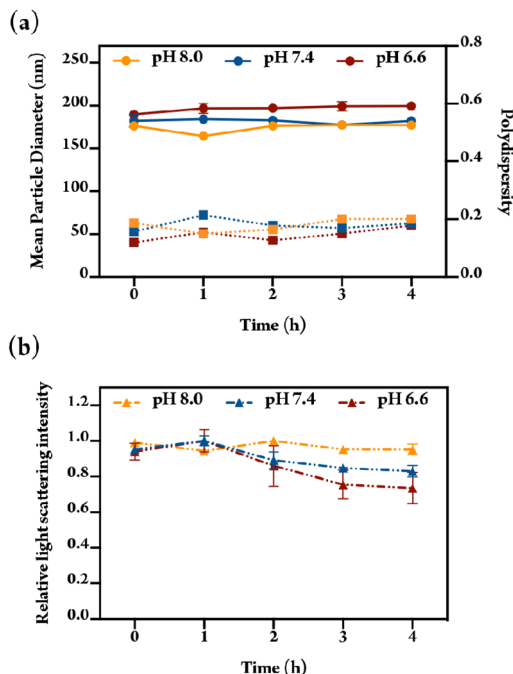 (a)
pH 8.0 pH 7.4 pH 6.6
Mean Particle Diameter (nm)
250
200
150
100
50
0
Polydispersity
0.8
0.6
0.4
0.2
0.0
0 1 2 3 4
Time (h)
(b)
pH 8.0 pH 7.4 pH 6.6
Relative light scattering intensity
1.2
1.0
0.8
0.6
0.4
0.2
0.0
0 1 2 3 4
Time (h)